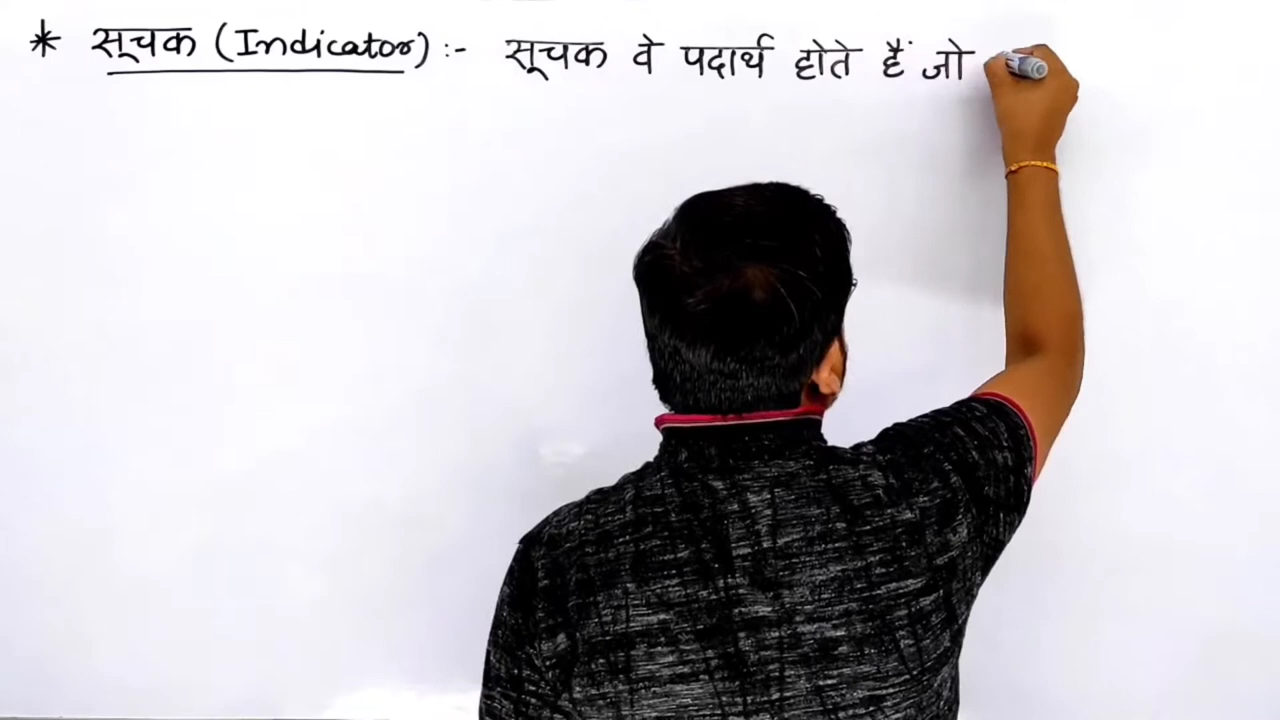 * सूचक (Indicator) :- सूचक वे पदार्थ होते हैं जो